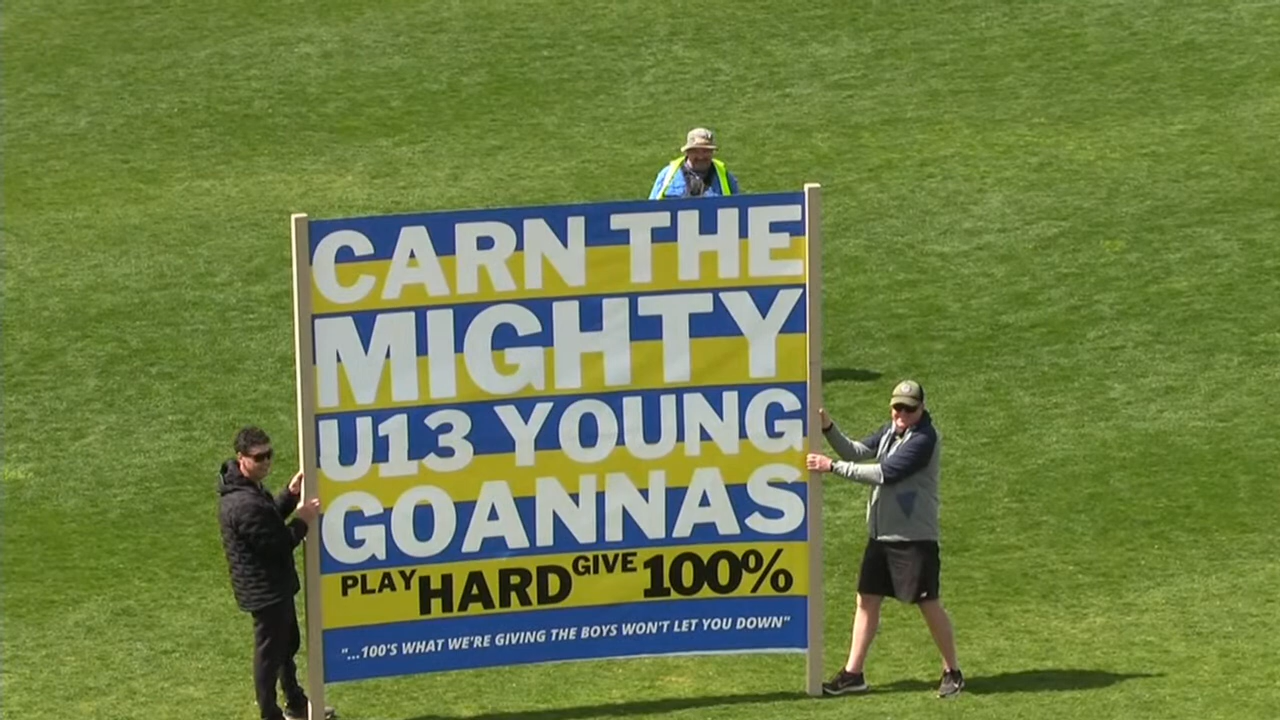 CARN THE
MIGHTY
U13 YOUNG
GOANNAS
PLAY HARD GIVE 100%
"...100'S WHAT WE'RE GIVING THE BOYS WON'T LET YOU DOWN"